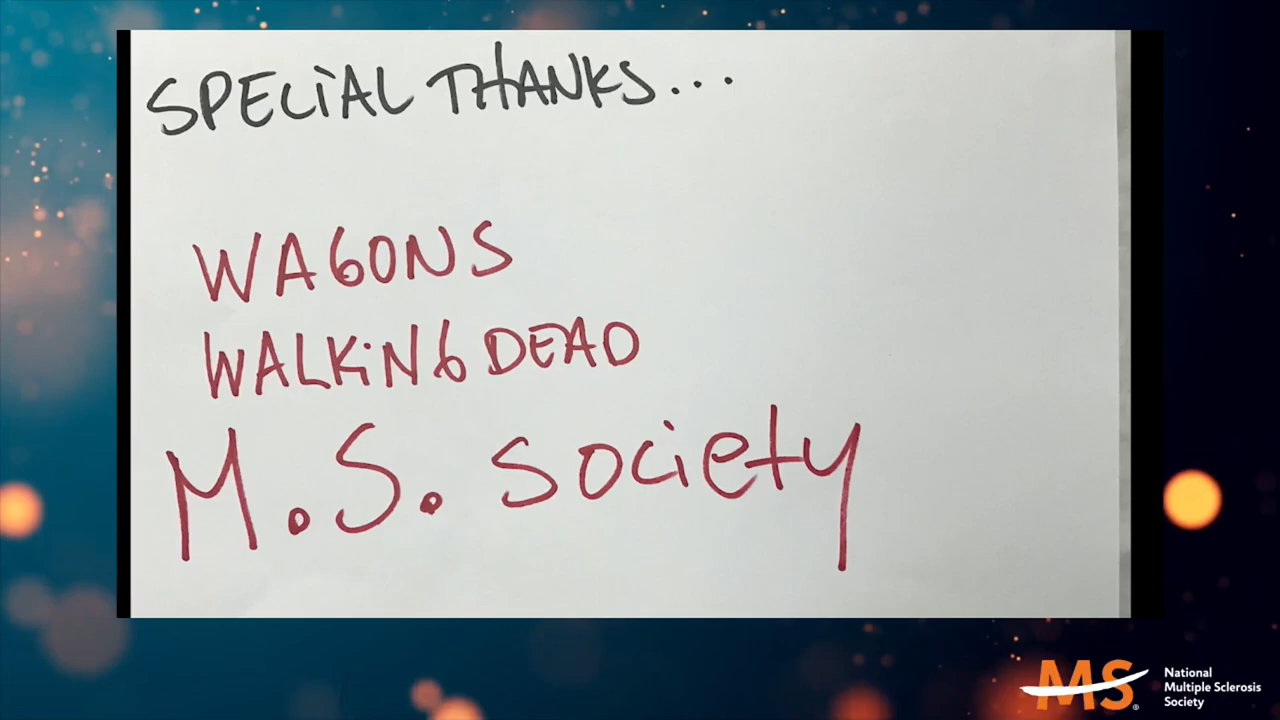 SPECiAL THANKS...
WAGONS
WALKiNG DEAD
M.S. Society
MS®
National
Multiple Sclerosis
Society